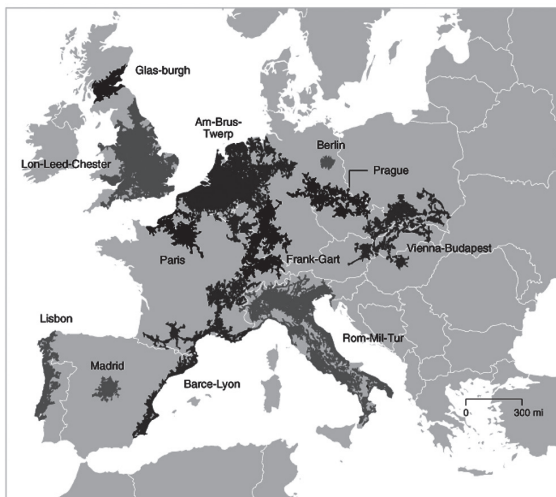 Glas-burgh
Am-Brus-
Twerp
Berlin
Lon-Leed-Chester
Prague
Vienna-Budapest
Paris
Frank-Gart
Lisbon
Rom-Mil-Tur
Madrid
Barce-Lyon
0 300 mi